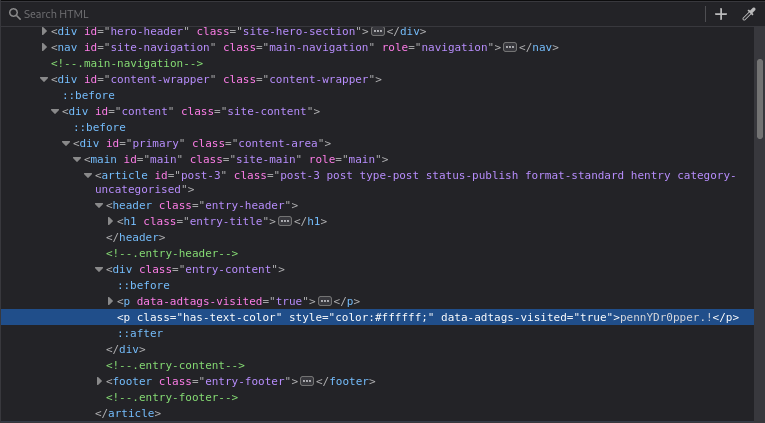 Search HTML
<div id="hero-header" class="site-hero-section"></div>
<nav id="site-navigation" class="main-navigation" role="navigation"></nav>
<!--.main-navigation-->
<div id="content-wrapper" class="content-wrapper">
::before
<div id="content" class="site-content">
::before
<div id="primary" class="content-area">
<main id="main" class="site-main" role="main">
<article id="post-3" class="post-3 post type-post status-publish format-standard hentry category-
uncategorised">
<header class="entry-header">
<h1 class="entry-title"></h1>
</header>
<!--.entry-header-->
<div class="entry-content">
::before
<p data-adtags-visited="true"></p>
<p class="has-text-color" style="color:#ffffff;" data-adtags-visited="true">pennYDr0pper.!</p>
::after
</div>
<!--.entry-content-->
<footer class="entry-footer"></footer>
<!--.entry-footer-->
</article>